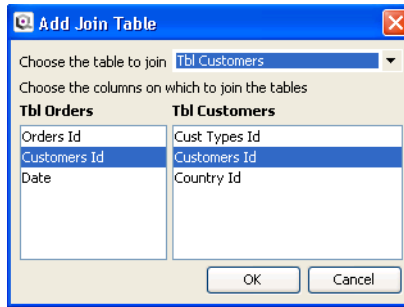 Add Join Table
Choose the table to join Tbl Customers
Choose the columns on which to join the tables
Tbl Orders Tbl Customers
Orders Id Cust Types Id
Customers Id Customers Id
Date Country Id
OK Cancel